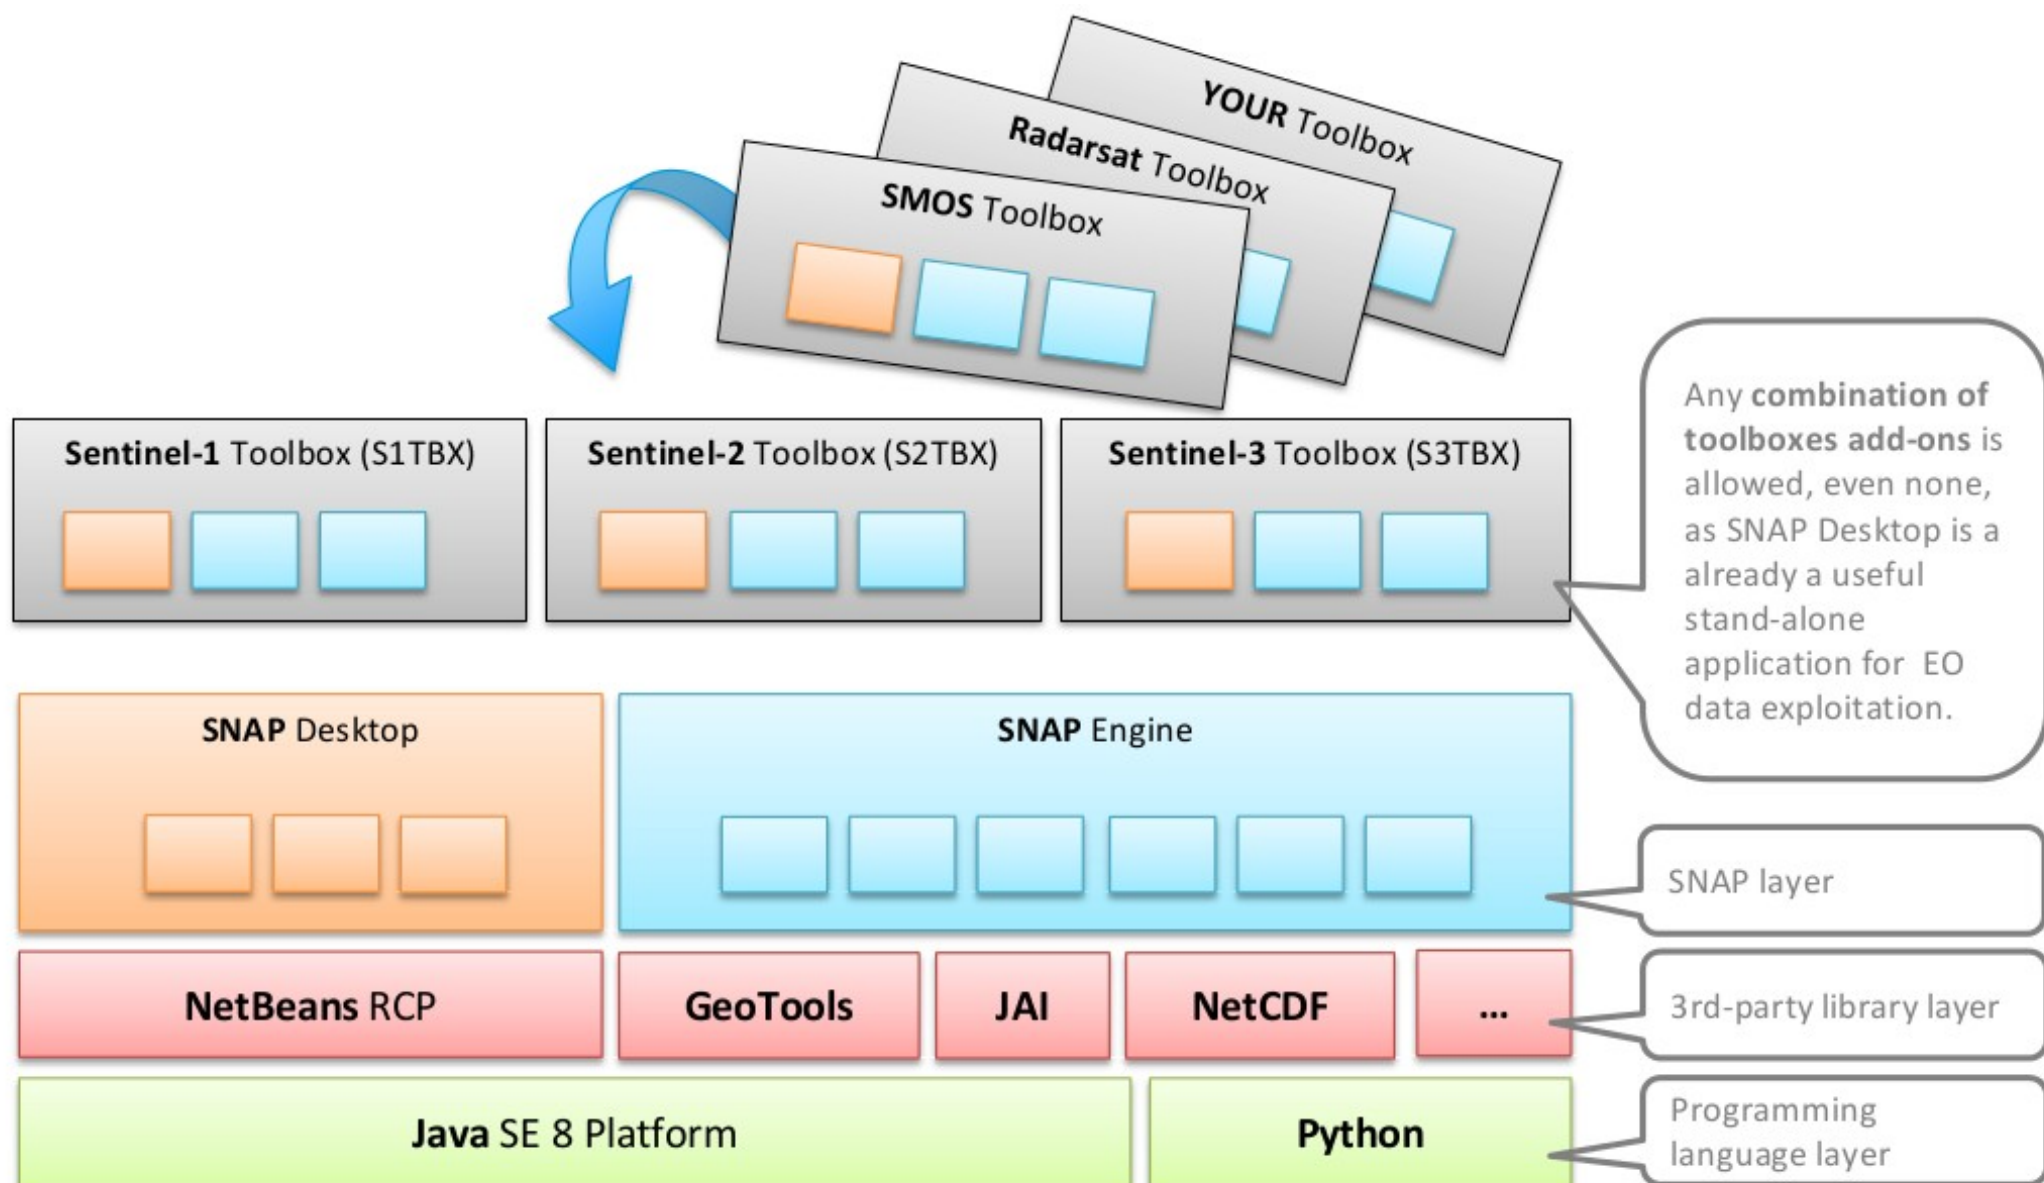 YOUR Toolbox
Radarsat Toolbox
SMOS Toolbox
Sentinel-1 Toolbox (S1TBX)
Sentinel-2 Toolbox (S2TBX)
Sentinel-3 Toolbox (S3TBX)
Any combination of
toolboxes add-ons is
allowed, even none,
as SNAP Desktop is a
already a useful
stand-alone
application for EO
data exploitation.
SNAP Desktop
SNAP Engine
SNAP layer
NetBeans RCP
GeoTools
JAI
NetCDF
...
3rd-party library layer
Java SE 8 Platform
Python
Programming
language layer